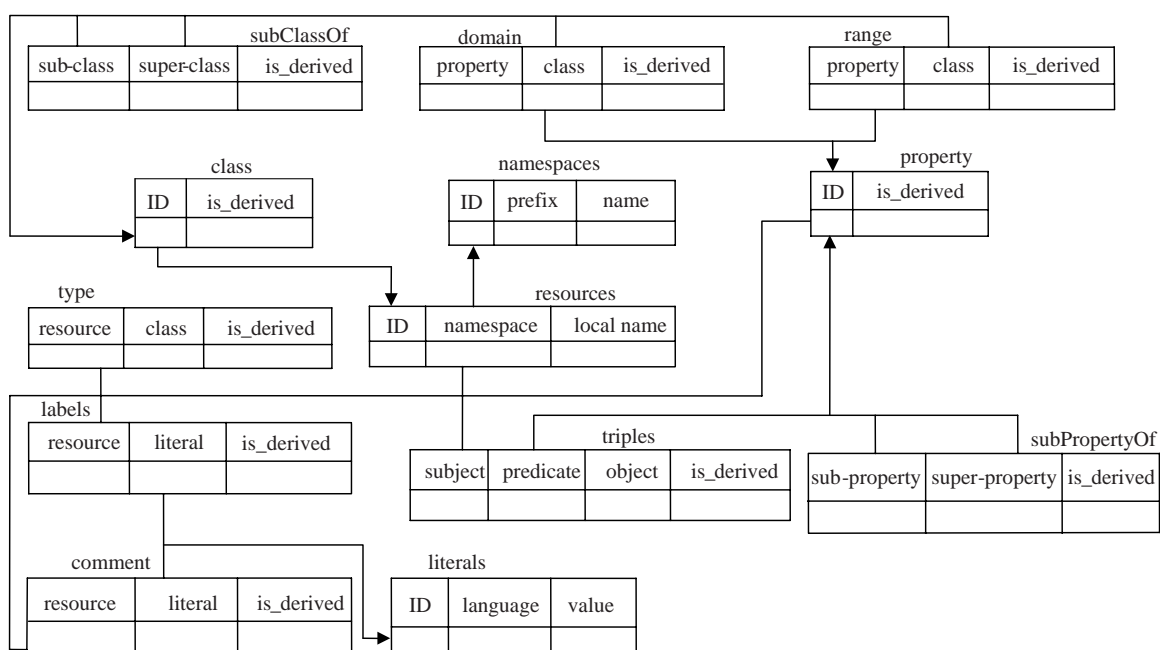 subClassOf
domain
range
sub-class super-class is_derived
property class is_derived
property class is_derived
class
namespaces
property
ID is_derived
ID prefix name
ID is_derived
type
resources
resource class is_derived
ID namespace local name
labels
triples
subPropertyOf
resource literal is_derived
subject predicate object is_derived
sub-property super-property is_derived
comment
literals
resource literal is_derived
ID language value